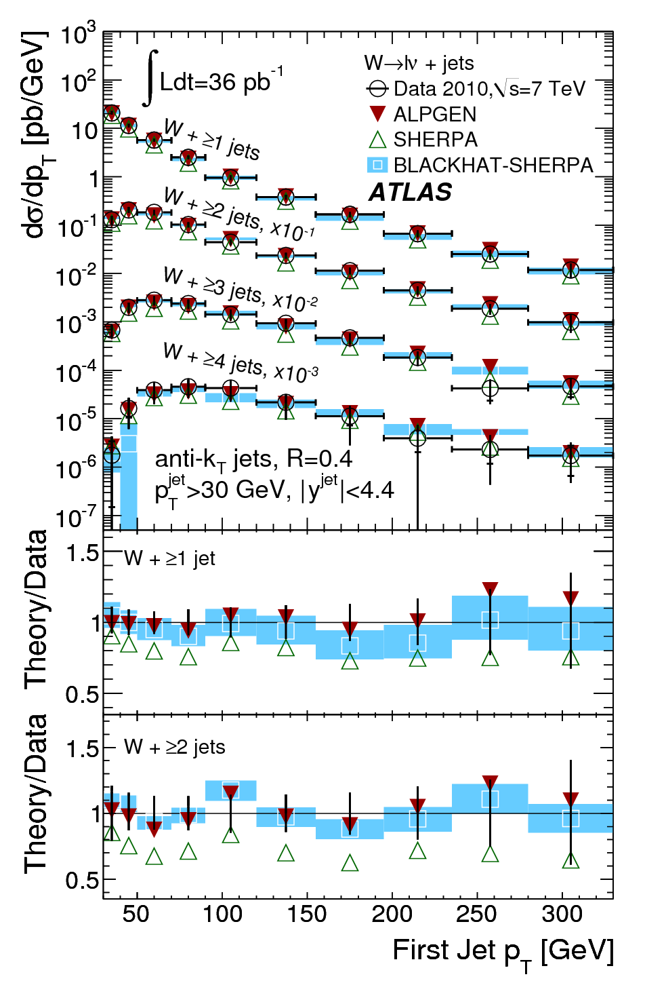 dσ/dp_T [pb/GeV]
10³
10²
10
1
10⁻¹
10⁻²
10⁻³
10⁻⁴
10⁻⁵
10⁻⁶
10⁻⁷
∫Ldt=36 pb⁻¹
W→lν + jets
Data 2010,√s=7 TeV
ALPGEN
SHERPA
BLACKHAT-SHERPA
ATLAS
W + ≥1 jets
W + ≥2 jets, x10⁻¹
W + ≥3 jets, x10⁻²
W + ≥4 jets, x10⁻³
anti-k_T jets, R=0.4
p_T^jet>30 GeV, |y^jet|<4.4
Theory/Data
1.5
1
0.5
W + ≥1 jet
Theory/Data
1.5
1
0.5
W + ≥2 jets
50 100 150 200 250 300
First Jet p_T [GeV]